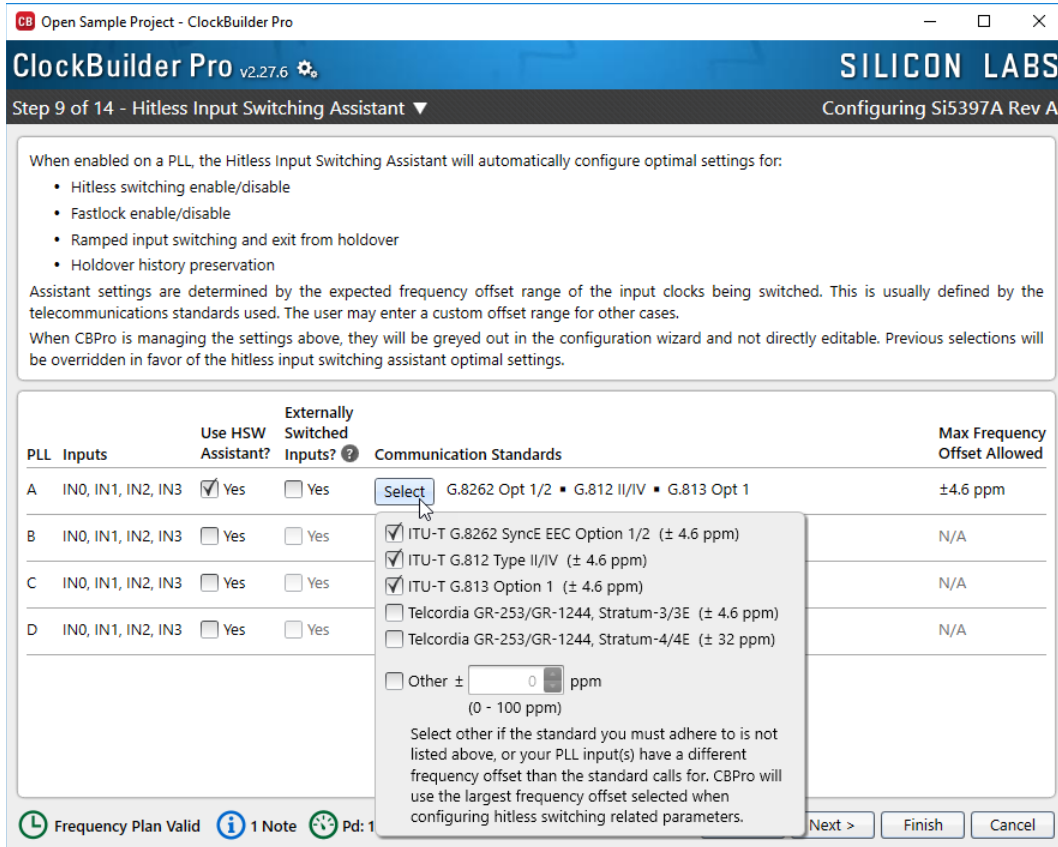 CB Open Sample Project - ClockBuilder Pro
ClockBuilder Pro v2.27.6 SILICON LABS
Step 9 of 14 - Hitless Input Switching Assistant ▼ Configuring Si5397A Rev A
When enabled on a PLL, the Hitless Input Switching Assistant will automatically configure optimal settings for:
• Hitless switching enable/disable
• Fastlock enable/disable
• Ramped input switching and exit from holdover
• Holdover history preservation
Assistant settings are determined by the expected frequency offset range of the input clocks being switched. This is usually defined by the
telecommunications standards used. The user may enter a custom offset range for other cases.
When CBPro is managing the settings above, they will be greyed out in the configuration wizard and not directly editable. Previous selections will
be overridden in favor of the hitless input switching assistant optimal settings.
Externally
Use HSW Switched Max Frequency
PLL Inputs Assistant? Inputs? ? Communication Standards Offset Allowed
A IN0, IN1, IN2, IN3 Yes Yes Select G.8262 Opt 1/2 ▪ G.812 II/IV ▪ G.813 Opt 1 ±4.6 ppm
B IN0, IN1, IN2, IN3 Yes Yes N/A
C IN0, IN1, IN2, IN3 Yes Yes N/A
D IN0, IN1, IN2, IN3 Yes Yes N/A
ITU-T G.8262 SyncE EEC Option 1/2 (± 4.6 ppm)
ITU-T G.812 Type II/IV (± 4.6 ppm)
ITU-T G.813 Option 1 (± 4.6 ppm)
Telcordia GR-253/GR-1244, Stratum-3/3E (± 4.6 ppm)
Telcordia GR-253/GR-1244, Stratum-4/4E (± 32 ppm)
Other ± 0 ppm
(0 - 100 ppm)
Select other if the standard you must adhere to is not
listed above, or your PLL input(s) have a different
frequency offset than the standard calls for. CBPro will
use the largest frequency offset selected when
configuring hitless switching related parameters.
Frequency Plan Valid i 1 Note Pd: 1 Next > Finish Cancel